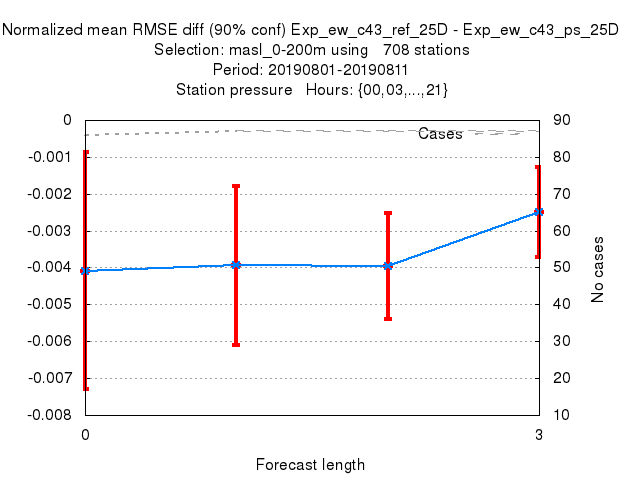 Normalized mean RMSE diff (90% conf) Exp_ew_c43_ref_25D - Exp_ew_c43_ps_25D
Selection: masl_0-200m using 708 stations
Period: 20190801-20190811
Station pressure Hours: {00,03,...,21}
0
-0.001
-0.002
-0.003
-0.004
-0.005
-0.006
-0.007
-0.008
Cases
90
80
70
60
50
40
30
20
10
No cases
0 3
Forecast length